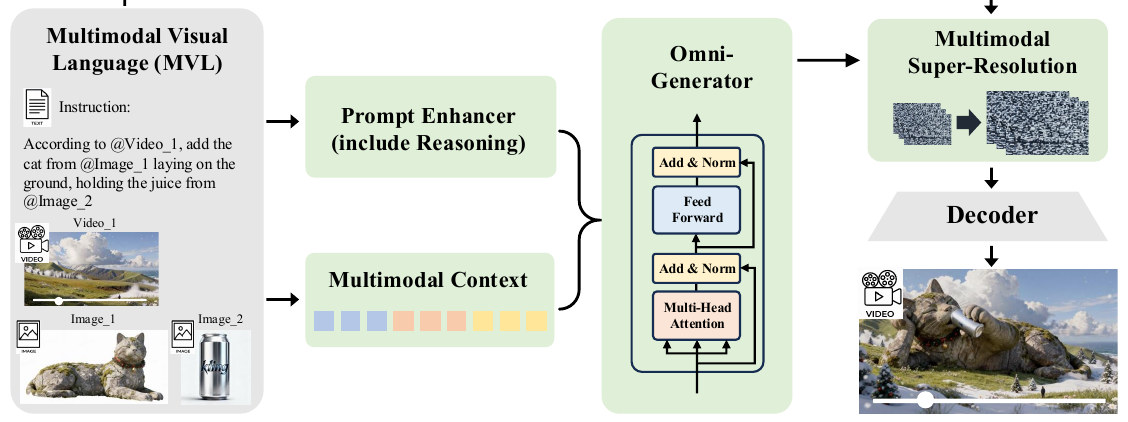 Multimodal Visual
Language (MVL)
TEXT
Instruction:
According to @Video_1, add the
cat from @Image_1 laying on the
ground, holding the juice from
@Image_2
Video_1
VIDEO
Image_1
IMAGE
Image_2
IMAGE
kling
Prompt Enhancer
(include Reasoning)
Multimodal Context
Omni-
Generator
Add & Norm
Feed
Forward
Add & Norm
Multi-Head
Attention
Multimodal
Super-Resolution
Decoder
VIDEO